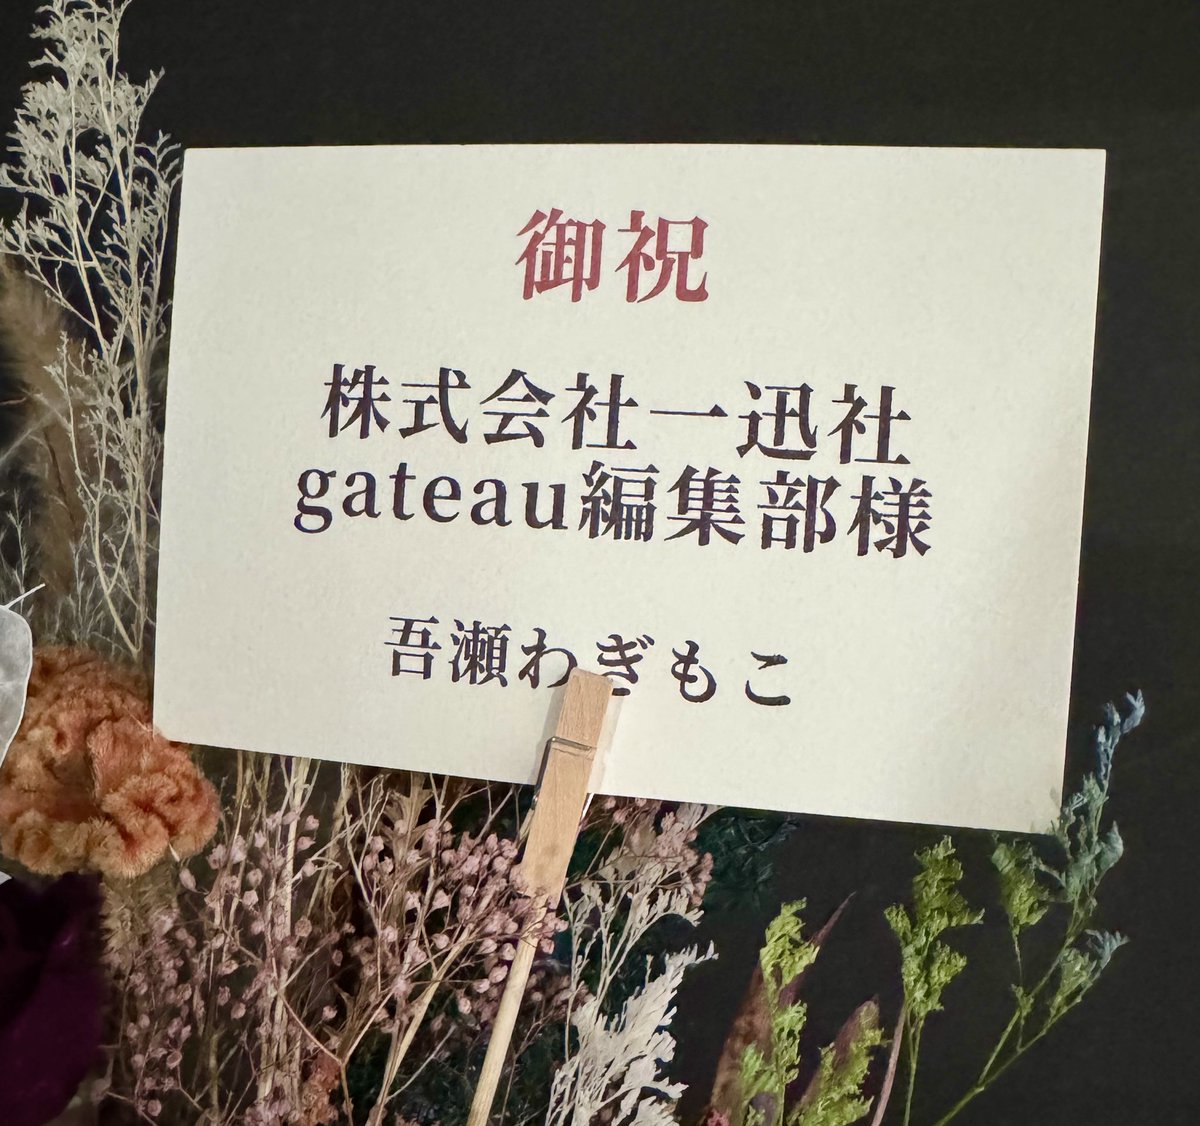 御祝
株式会社一迅社
gateau編集部様
吾瀬わぎもこ